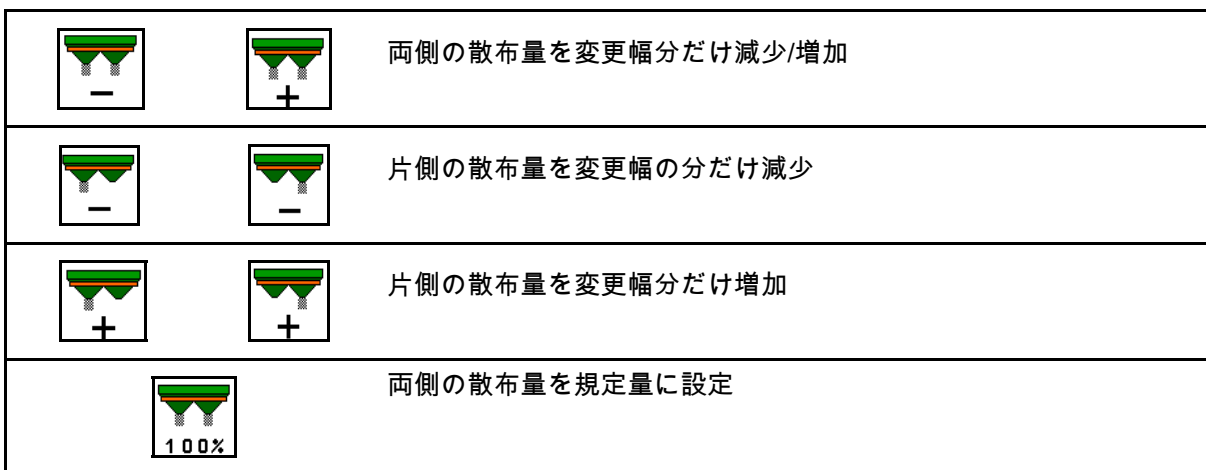 両側の散布量を変更幅分だけ減少/増加
− +
片側の散布量を変更幅の分だけ減少
− −
片側の散布量を変更幅分だけ増加
+ +
両側の散布量を規定量に設定
100%